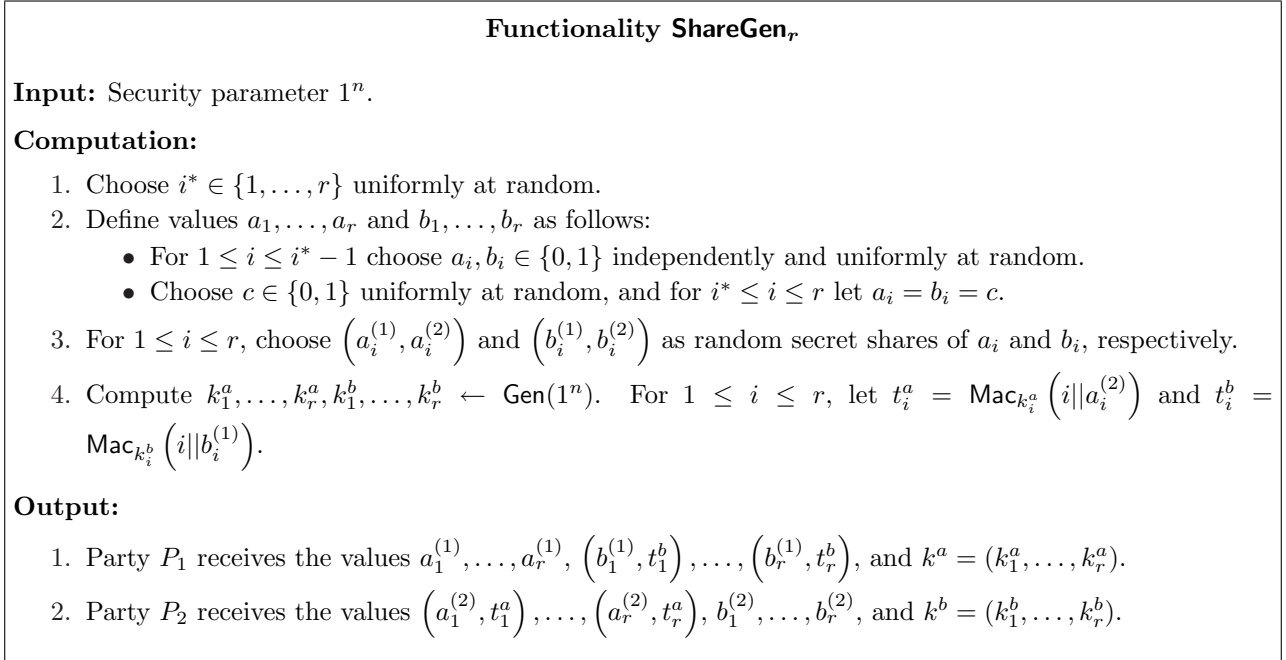 Functionality ShareGen_r
Input: Security parameter 1^n.
Computation:
1. Choose i* ∈ {1, . . . , r} uniformly at random.
2. Define values a_1, . . . , a_r and b_1, . . . , b_r as follows:
• For 1 ≤ i ≤ i* − 1 choose a_i, b_i ∈ {0, 1} independently and uniformly at random.
• Choose c ∈ {0, 1} uniformly at random, and for i* ≤ i ≤ r let a_i = b_i = c.
3. For 1 ≤ i ≤ r, choose (a_i^{(1)}, a_i^{(2)}) and (b_i^{(1)}, b_i^{(2)}) as random secret shares of a_i and b_i, respectively.
4. Compute k_1^a, . . . , k_r^a, k_1^b, . . . , k_r^b ← Gen(1^n). For 1 ≤ i ≤ r, let t_i^a = Mac_{k_i^a}(i||a_i^{(2)}) and t_i^b =
Mac_{k_i^b}(i||b_i^{(1)}).
Output:
1. Party P_1 receives the values a_1^{(1)}, . . . , a_r^{(1)}, (b_1^{(1)}, t_1^b), . . . , (b_r^{(1)}, t_r^b), and k^a = (k_1^a, . . . , k_r^a).
2. Party P_2 receives the values (a_1^{(2)}, t_1^a), . . . , (a_r^{(2)}, t_r^a), b_1^{(2)}, . . . , b_r^{(2)}, and k^b = (k_1^b, . . . , k_r^b).